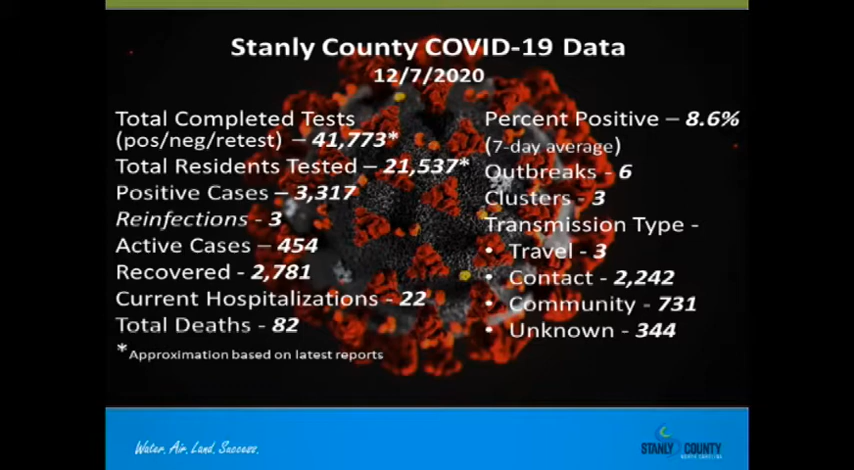 Stanly County COVID-19 Data
12/7/2020
Total Completed Tests
(pos/neg/retest) – 41,773*
Total Residents Tested – 21,537*
Positive Cases – 3,317
Reinfections - 3
Active Cases – 454
Recovered - 2,781
Current Hospitalizations - 22
Total Deaths - 82
*Approximation based on latest reports
Percent Positive – 8.6%
(7-day average)
Outbreaks - 6
Clusters - 3
Transmission Type -
• Travel - 3
• Contact - 2,242
• Community - 731
• Unknown - 344
Water. Air. Land. Success.
STANLY COUNTY
NORTH CAROLINA